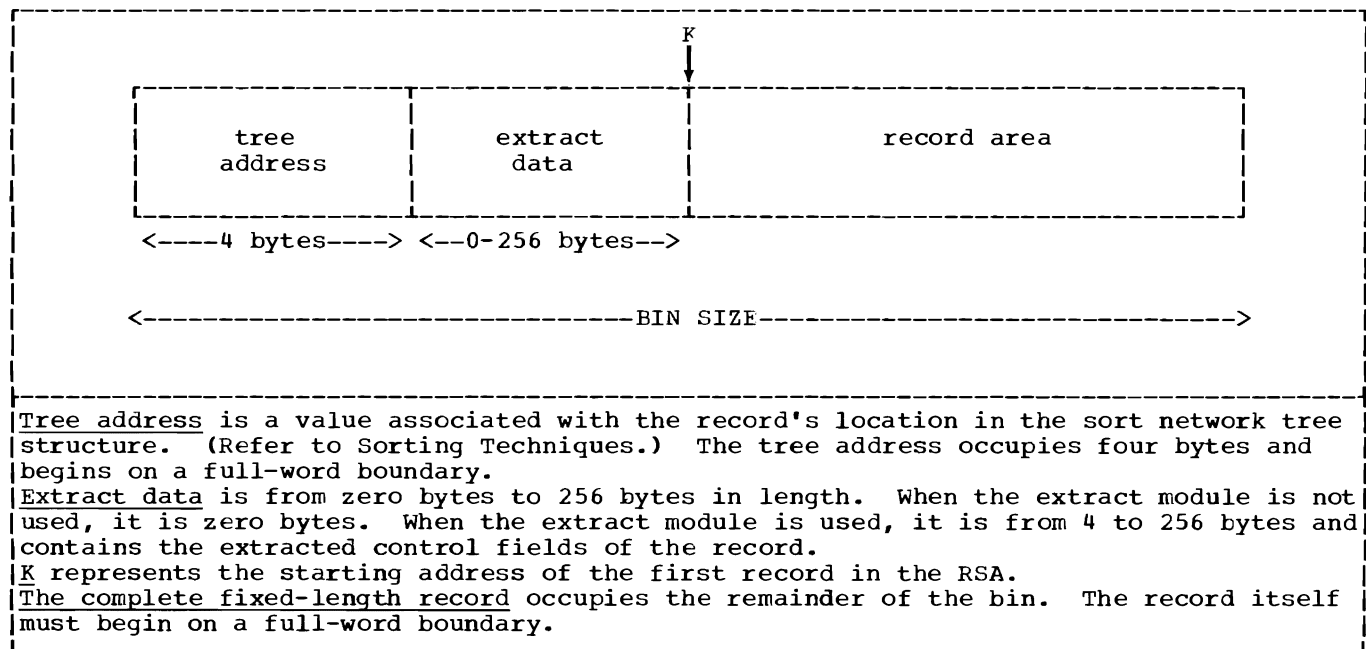 K
tree extract record area
address data
<----4 bytes----> <--0-256 bytes-->
<-----------------------------BIN SIZE---------------------------->
Tree address is a value associated with the record's location in the sort network tree
structure. (Refer to Sorting Techniques.) The tree address occupies four bytes and
begins on a full-word boundary.
Extract data is from zero bytes to 256 bytes in length. When the extract module is not
used, it is zero bytes. When the extract module is used, it is from 4 to 256 bytes and
contains the extracted control fields of the record.
K represents the starting address of the first record in the RSA.
The complete fixed-length record occupies the remainder of the bin. The record itself
must begin on a full-word boundary.